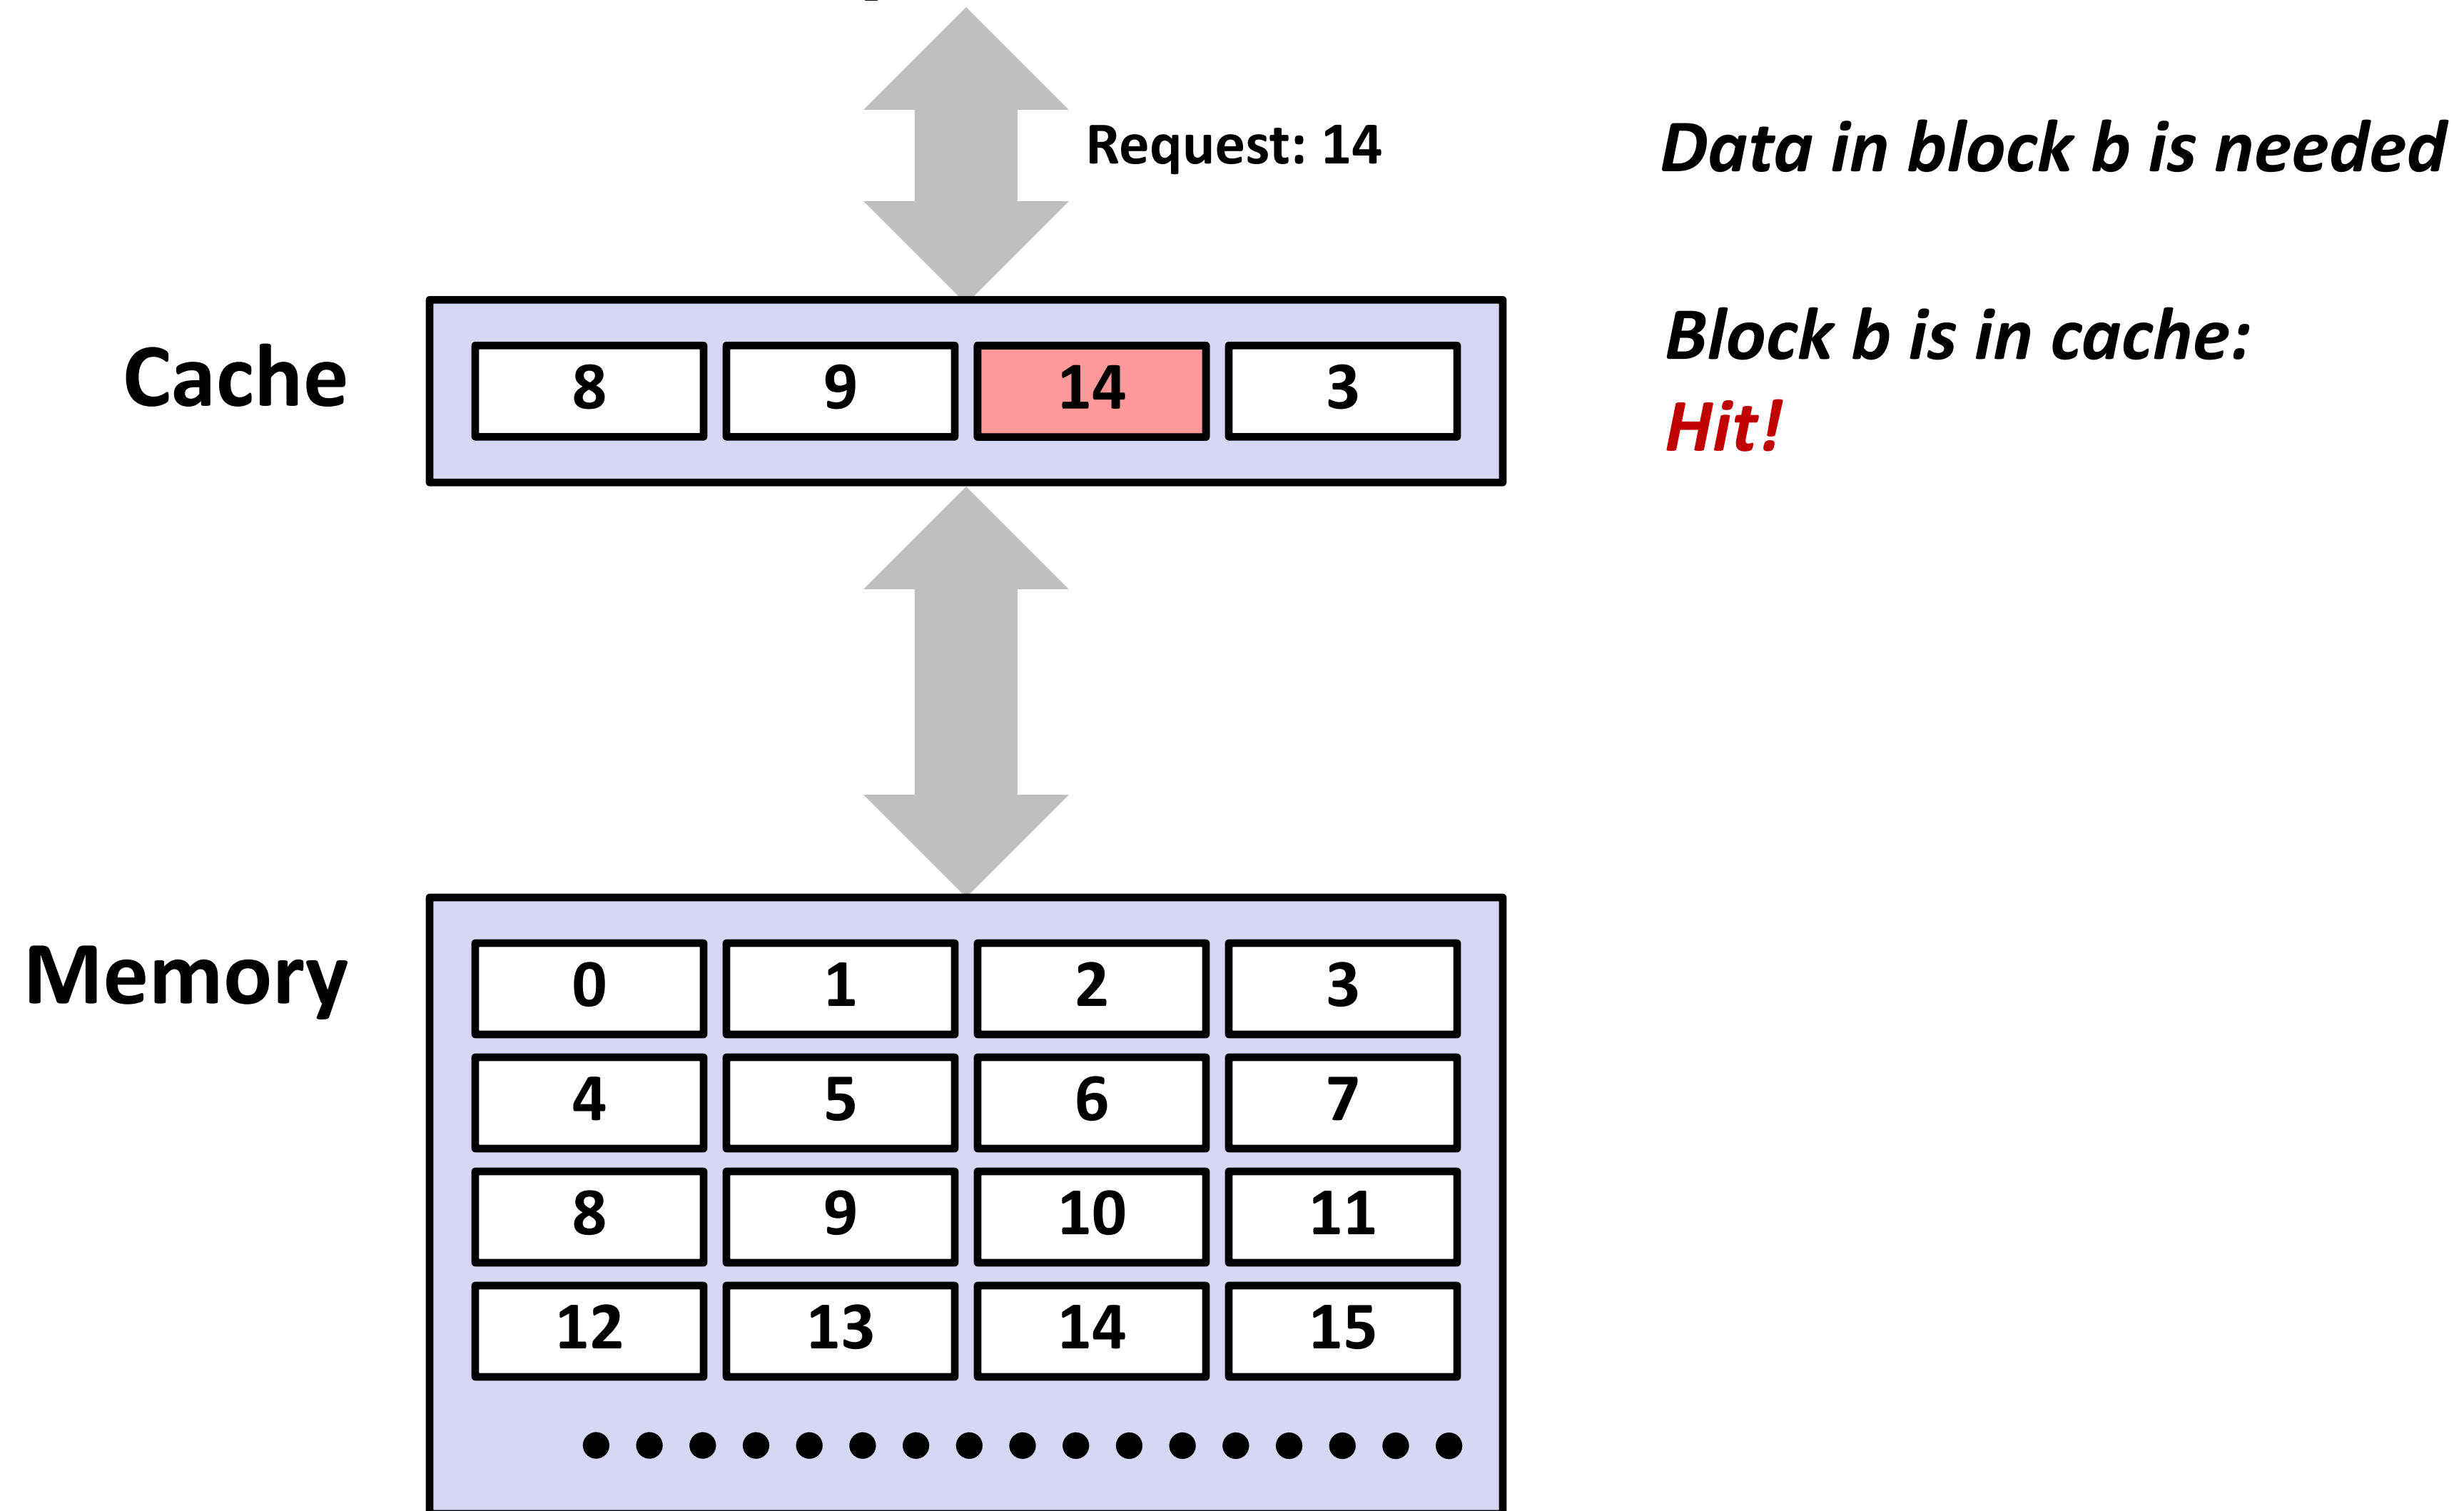 Request: 14
Data in block b is needed
Cache
8 9 14 3
Block b is in cache:
Hit!
Memory
0 1 2 3
4 5 6 7
8 9 10 11
12 13 14 15